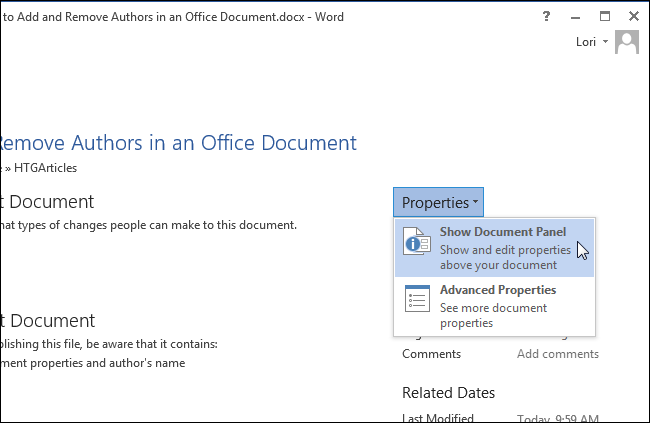 to Add and Remove Authors in an Office Document.docx - Word
?
Lori
Remove Authors in an Office Document
» HTGArticles
Document
Properties
what types of changes people can make to this document.
Show Document Panel
Show and edit properties
above your document
Advanced Properties
See more document
properties
Document
publishing this file, be aware that it contains:
Comments Add comments
document properties and author's name
Related Dates
Last Modified Today, 9:59 AM